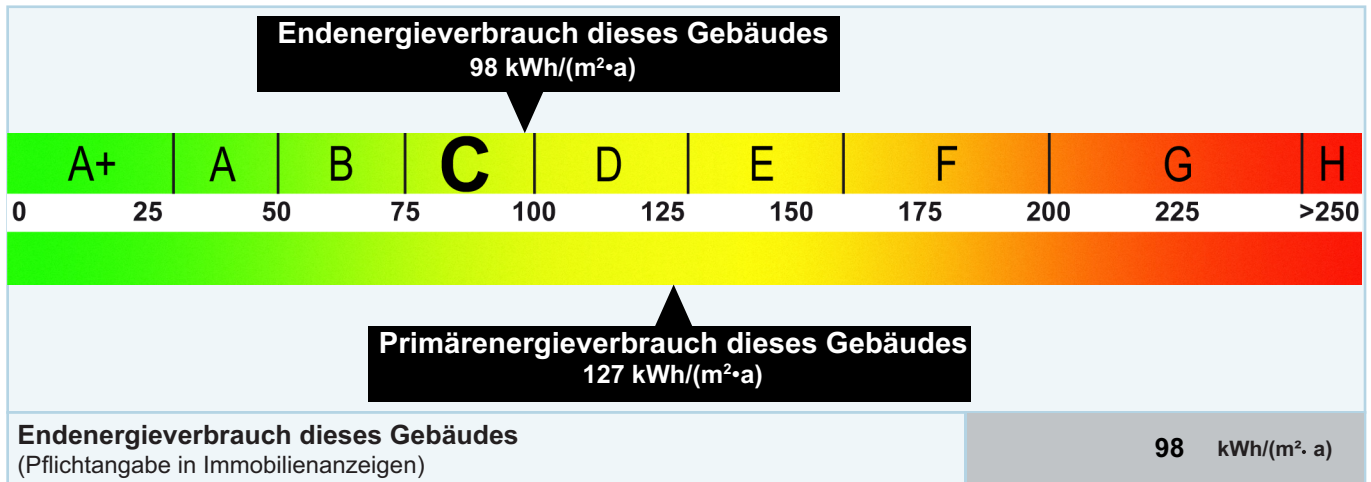 Endenergieverbrauch dieses Gebäudes
98 kWh/(m²•a)
A+ A B C D E F G H
0 25 50 75 100 125 150 175 200 225 >250
Primärenergieverbrauch dieses Gebäudes
127 kWh/(m²•a)
Endenergieverbrauch dieses Gebäudes
(Pflichtangabe in Immobilienanzeigen)
98 kWh/(m²· a)